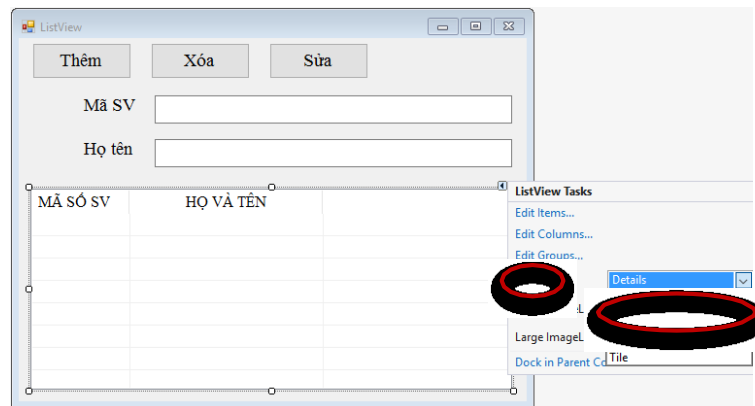 ListView
Thêm Xóa Sửa
Mã SV
Họ tên
MÃ SỐ SV HỌ VÀ TÊN
ListView Tasks
Edit Items...
Edit Columns...
Edit Groups...
Details
Large ImageL
Tile
Dock in Parent Co